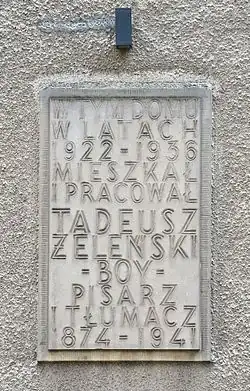 W TYM DOMU
W LATACH
1922-1936
MIESZKAŁ
I PRACOWAŁ
TADEUSZ
ŻELEŃSKI
-BOY-
PISARZ
I TŁUMACZ
1874-1941